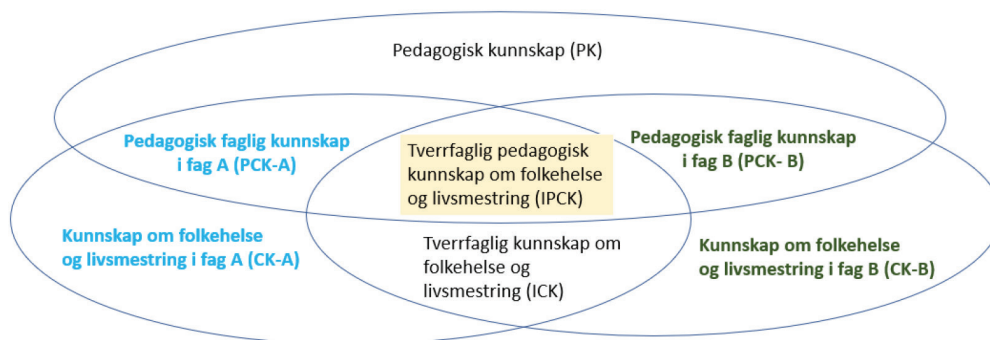 Pedagogisk kunnskap (PK)
Pedagogisk faglig kunnskap
i fag A (PCK-A)
Tverrfaglig pedagogisk
kunnskap om folkehelse
og livsmestring (IPCK)
Pedagogisk faglig kunnskap
i fag B (PCK- B)
Kunnskap om folkehelse
og livsmestring i fag A (CK-A)
Tverrfaglig kunnskap om
folkehelse og
livsmestring (ICK)
Kunnskap om folkehelse
og livsmestring i fag B (CK-B)